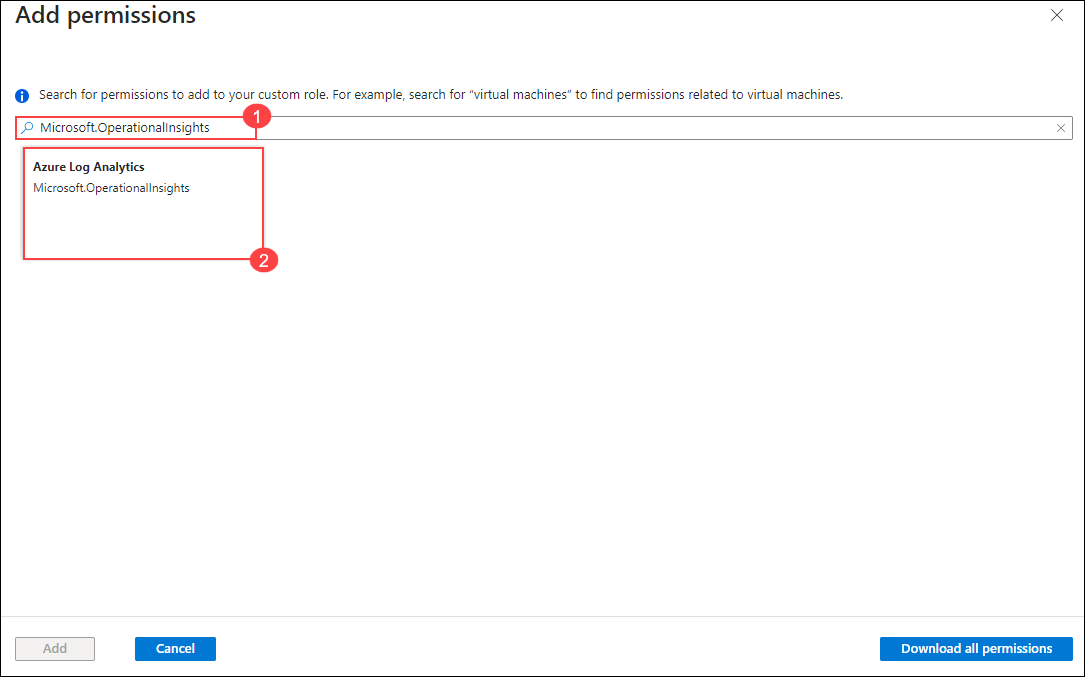 Add permissions
Search for permissions to add to your custom role. For example, search for “virtual machines” to find permissions related to virtual machines.
1
Microsoft.OperationalInsights
Azure Log Analytics
Microsoft.OperationalInsights
2
Add
Cancel
Download all permissions